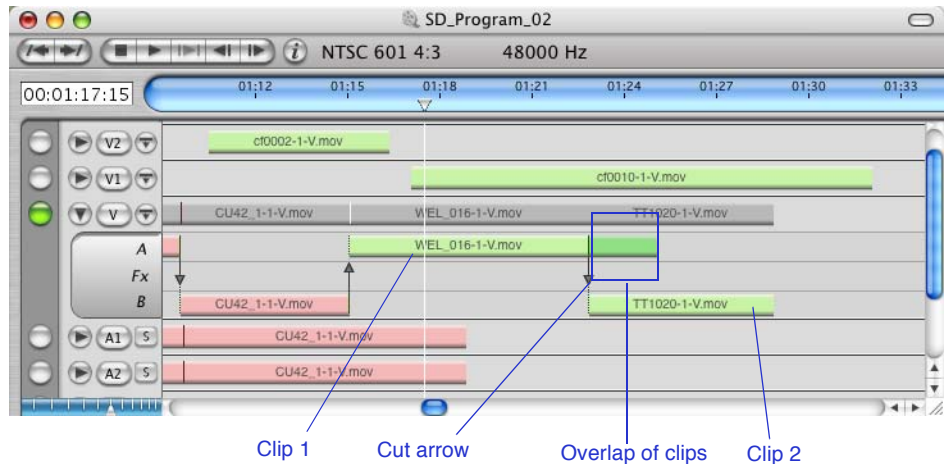 SD_Program_02
i NTSC 601 4:3 48000 Hz
00:01:17:15 01:12 01:15 01:18 01:21 01:24 01:27 01:30 01:33
V2 cf0002-1-V.mov
V1 cf0010-1-V.mov
V CU42_1-1-V.mov WEL_016-1-V.mov TT1020-1-V.mov
A WEL_016-1-V.mov
Fx
B CU42_1-1-V.mov TT1020-1-V.mov
A1 S CU42_1-1-V.mov
A2 S CU42_1-1-V.mov
Clip 1 Cut arrow Overlap of clips Clip 2